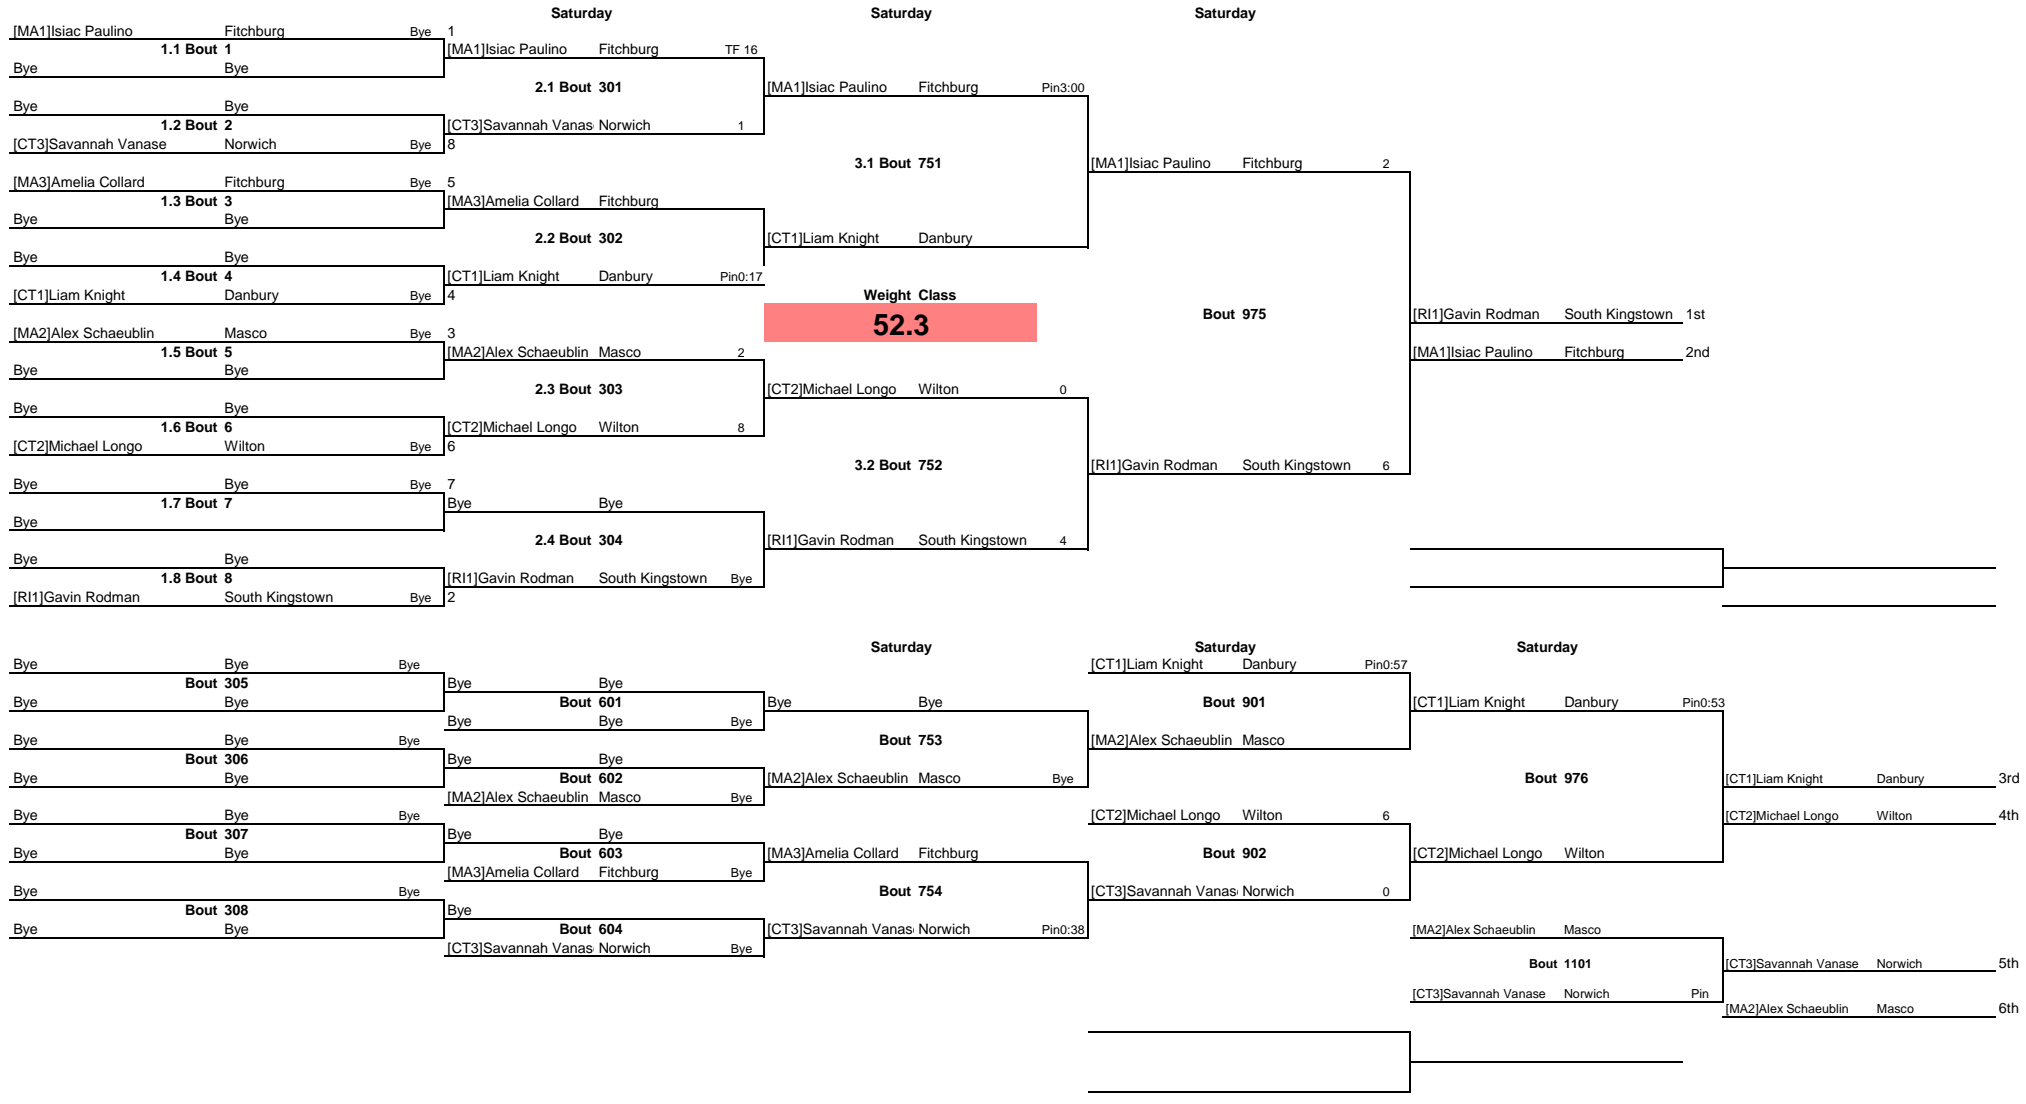 Saturday Saturday Saturday
[MA1]Isiac Paulino Fitchburg Bye 1
1.1 Bout 1 [MA1]Isiac Paulino Fitchburg TF 16
Bye Bye
2.1 Bout 301 [MA1]Isiac Paulino Fitchburg Pin3:00
Bye Bye
1.2 Bout 2 [CT3]Savannah Vanas Norwich 1
[CT3]Savannah Vanase Norwich Bye 8
3.1 Bout 751 [MA1]Isiac Paulino Fitchburg 2
[MA3]Amelia Collard Fitchburg Bye 5
1.3 Bout 3 [MA3]Amelia Collard Fitchburg
Bye Bye
2.2 Bout 302 [CT1]Liam Knight Danbury
Bye Bye
1.4 Bout 4 [CT1]Liam Knight Danbury Pin0:17
[CT1]Liam Knight Danbury Bye 4 Weight Class
52.3 Bout 975 [RI1]Gavin Rodman South Kingstown 1st
[MA2]Alex Schaeublin Masco Bye 3
1.5 Bout 5 [MA2]Alex Schaeublin Masco 2 [MA1]Isiac Paulino Fitchburg 2nd
Bye Bye
2.3 Bout 303 [CT2]Michael Longo Wilton 0
Bye Bye
1.6 Bout 6 [CT2]Michael Longo Wilton 8
[CT2]Michael Longo Wilton Bye 6
3.2 Bout 752 [RI1]Gavin Rodman South Kingstown 6
Bye Bye Bye 7
1.7 Bout 7 Bye Bye
Bye
2.4 Bout 304 [RI1]Gavin Rodman South Kingstown 4
Bye Bye
1.8 Bout 8 [RI1]Gavin Rodman South Kingstown Bye
[RI1]Gavin Rodman South Kingstown Bye 2
Saturday Saturday Saturday
Bye Bye Bye [CT1]Liam Knight Danbury Pin0:57
Bout 305 Bye Bye
Bye Bye Bout 601 Bye Bye Bout 901 [CT1]Liam Knight Danbury Pin0:53
Bye Bye Bye
Bye Bye Bye Bout 753 [MA2]Alex Schaeublin Masco
Bout 306 Bye Bye
Bye Bye Bout 602 [MA2]Alex Schaeublin Masco Bye Bout 976 [CT1]Liam Knight Danbury 3rd
[MA2]Alex Schaeublin Masco Bye
Bye Bye Bye [CT2]Michael Longo Wilton 6 [CT2]Michael Longo Wilton 4th
Bout 307 Bye Bye
Bye Bye Bout 603 [MA3]Amelia Collard Fitchburg Bout 902 [CT2]Michael Longo Wilton
[MA3]Amelia Collard Fitchburg Bye
Bye Bye Bout 754 [CT3]Savannah Vanas Norwich 0
Bout 308 Bye
Bye Bye Bout 604 [CT3]Savannah Vanas Norwich Pin0:38 [MA2]Alex Schaeublin Masco
[CT3]Savannah Vanas Norwich Bye
Bout 1101 [CT3]Savannah Vanase Norwich 5th
[CT3]Savannah Vanase Norwich Pin
[MA2]Alex Schaeublin Masco 6th